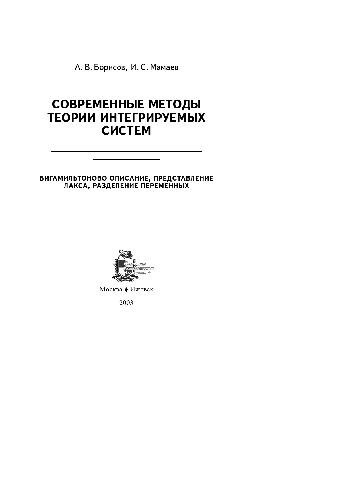 А. В. Борисов, И. С. Мамаев
СОВРЕМЕННЫЕ МЕТОДЫ
ТЕОРИИ ИНТЕГРИРУЕМЫХ
СИСТЕМ
БИГАМИЛЬТОНОВО ОПИСАНИЕ, ПРЕДСТАВЛЕНИЕ
ЛАКСА, РАЗДЕЛЕНИЕ ПЕРЕМЕННЫХ
Москва ♦ Ижевск
2003